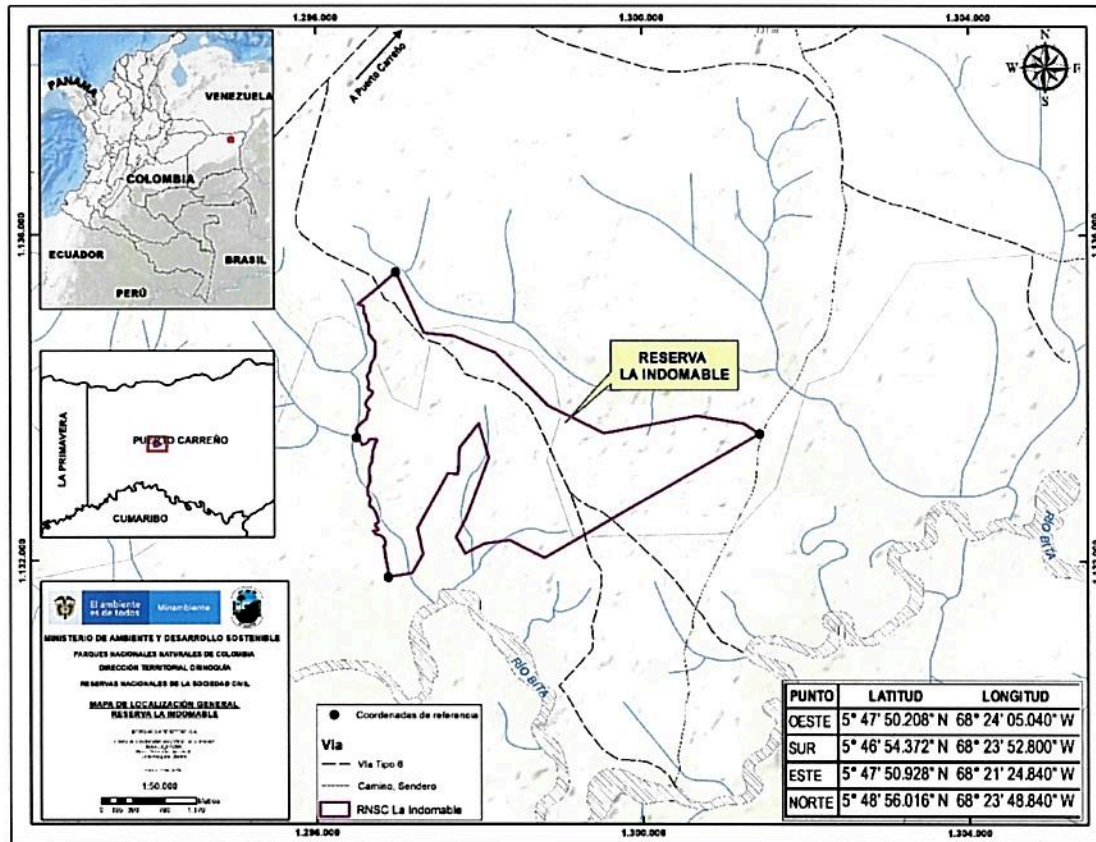 1.296.000
1.300.000
1.304.000
A Puerto Carreño
N
W
E
S
PANAMA
VENEZUELA
COLOMBIA
ECUADOR
BRASIL
PERÚ
1.136.000
1.136.000
RESERVA
LA INDOMABLE
LA PRIMAVERA
PUERTO CARREÑO
CUMARIBO
RÍO BITA
RÍO BITA
1.132.000
1.132.000
El ambiente
es de todos
Minambiente
MINISTERIO DE AMBIENTE Y DESARROLLO SOSTENIBLE
PARQUES NACIONALES NATURALES DE COLOMBIA
DIRECCIÓN TERRITORIAL ORINOQUÍA
RESERVAS NACIONALES DE LA SOCIEDAD CIVIL
MAPA DE LOCALIZACIÓN GENERAL
RESERVA LA INDOMABLE
1:50.000
Coordenadas de referencia
Vía
Vía Tipo 6
Camino, Sendero
RNSC La Indomable
PUNTO LATITUD LONGITUD
OESTE 5° 47' 50.208" N 68° 24' 05.040" W
SUR 5° 46' 54.372" N 68° 23' 52.800" W
ESTE 5° 47' 50.928" N 68° 21' 24.840" W
NORTE 5° 48' 56.016" N 68° 23' 48.840" W
1.296.000
1.300.000
1.304.000